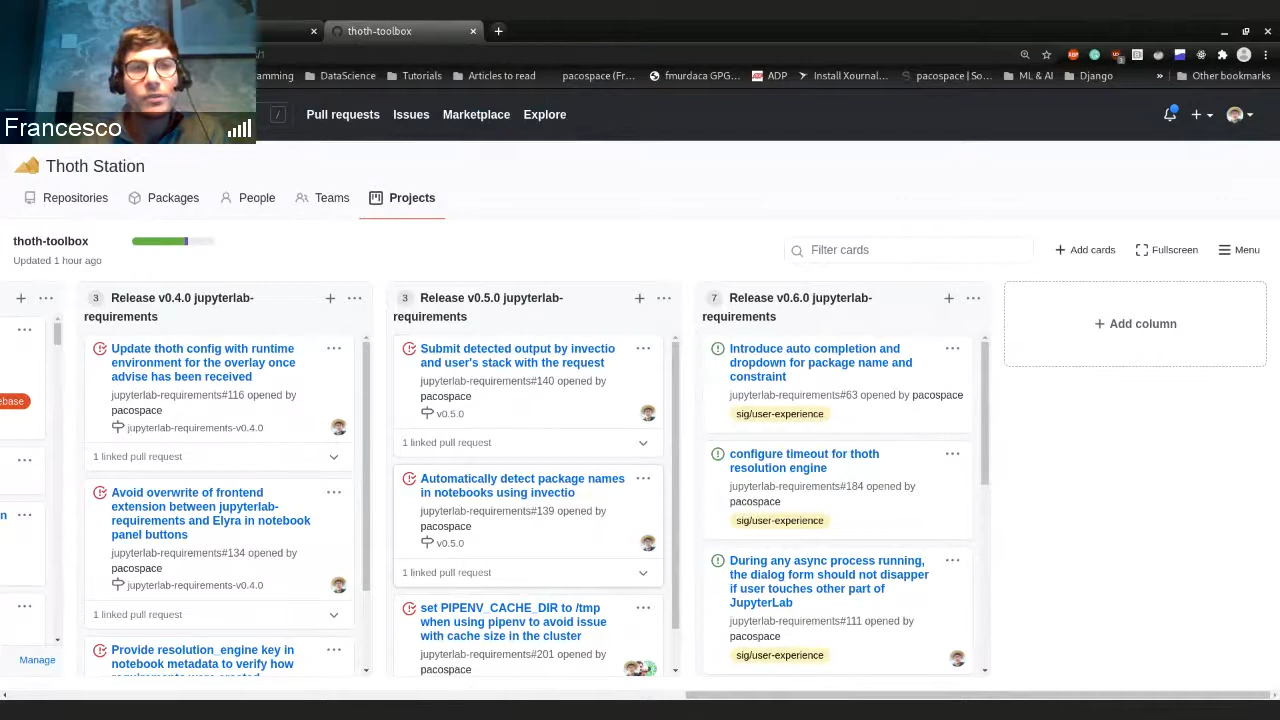 thoth-toolbox
/1
amming
DataScience
Tutorials
Articles to read
pacospace (Fr...
fmurdaca GPG...
ADP
Install Xournal...
pacospace | So...
ML & AI
Django
»
Other bookmarks
Francesco
/
Pull requests
Issues
Marketplace
Explore
Thoth Station
Repositories
Packages
People
Teams
Projects
thoth-toolbox
Updated 1 hour ago
Filter cards
Add cards
Fullscreen
Menu
ebase
n
Manage
3 Release v0.4.0 jupyterlab-
requirements
Update thoth config with runtime
environment for the overlay once
advise has been received
jupyterlab-requirements#116 opened by
pacospace
jupyterlab-requirements-v0.4.0
1 linked pull request
Avoid overwrite of frontend
extension between jupyterlab-
requirements and Elyra in notebook
panel buttons
jupyterlab-requirements#134 opened by
pacospace
jupyterlab-requirements-v0.4.0
1 linked pull request
Provide resolution_engine key in
notebook metadata to verify how
3 Release v0.5.0 jupyterlab-
requirements
Submit detected output by invectio
and user's stack with the request
jupyterlab-requirements#140 opened by
pacospace
v0.5.0
1 linked pull request
Automatically detect package names
in notebooks using invectio
jupyterlab-requirements#139 opened by
pacospace
v0.5.0
1 linked pull request
set PIPENV_CACHE_DIR to /tmp
when using pipenv to avoid issue
with cache size in the cluster
jupyterlab-requirements#201 opened by
pacospace
7 Release v0.6.0 jupyterlab-
requirements
Introduce auto completion and
dropdown for package name and
constraint
jupyterlab-requirements#63 opened by pacospace
sig/user-experience
configure timeout for thoth
resolution engine
jupyterlab-requirements#184 opened by
pacospace
sig/user-experience
During any async process running,
the dialog form should not disapper
if user touches other part of
JupyterLab
jupyterlab-requirements#111 opened by
pacospace
sig/user-experience
Add column